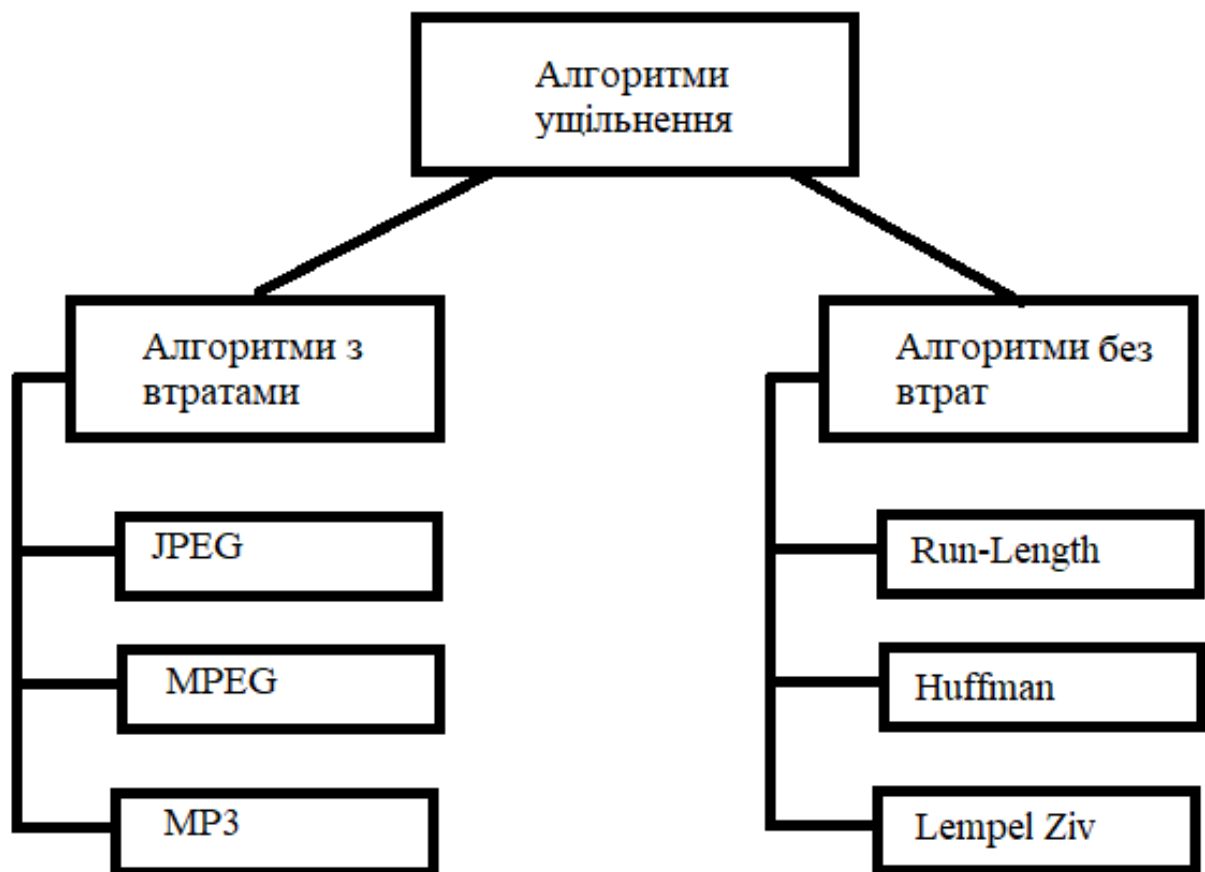 Алгоритми
ущільнення
Алгоритми з
втратами
Алгоритми без
втрат
JPEG
MPEG
MP3
Run-Length
Huffman
Lempel Ziv